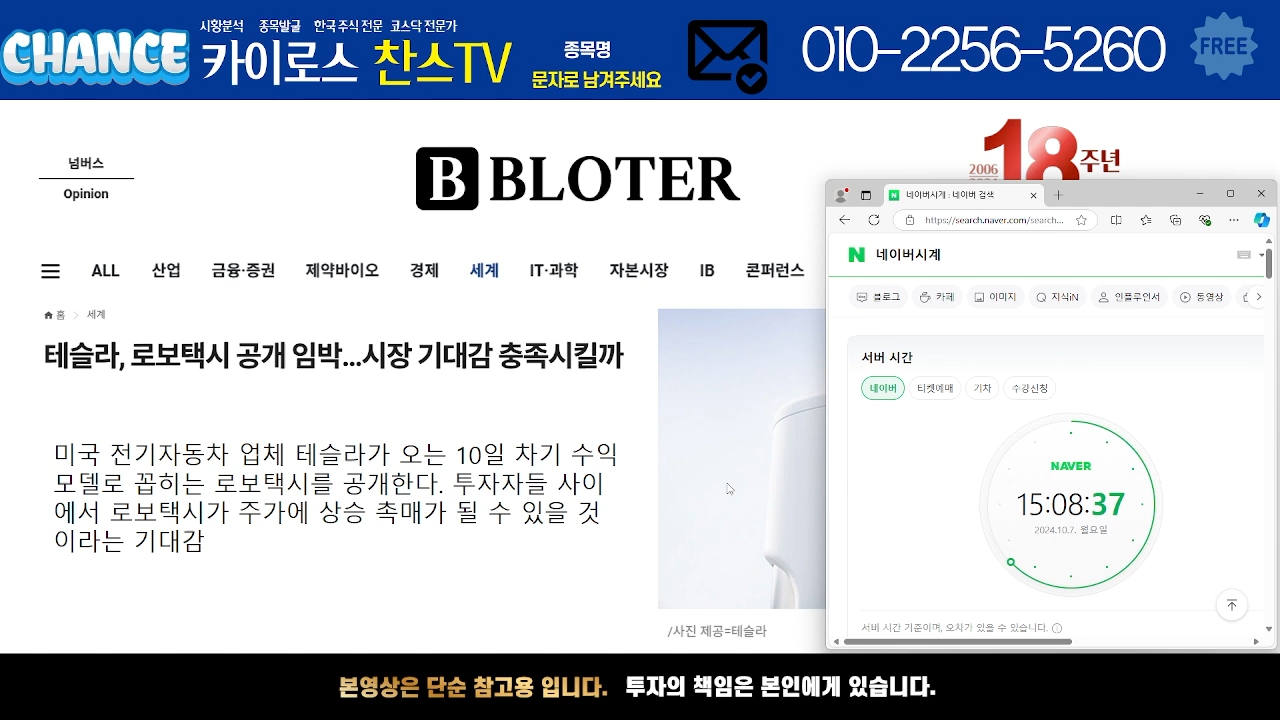 CHANCE
시황분석 종목발굴 한국 주식 전문 코스닥 전문가
카이로스 찬스TV
종목명
문자로 남겨주세요
010-2256-5260
FREE
넘버스
Opinion
B BLOTER
2006
18주년
ALL 산업 금융·증권 제약바이오 경제 세계 IT·과학 자본시장 IB 콘퍼런스
홈 > 세계
테슬라, 로보택시 공개 임박...시장 기대감 충족시킬까
미국 전기자동차 업체 테슬라가 오는 10일 차기 수익
모델로 꼽히는 로보택시를 공개한다. 투자자들 사이
에서 로보택시가 주가에 상승 촉매가 될 수 있을 것
이라는 기대감
/사진 제공=테슬라
네이버시계 : 네이버 검색
https://search.naver.com/search...
N 네이버시계
블로그 카페 이미지 지식iN 인플루언서 동영상
서버 시간
네이버 티켓예매 기차 수강신청
NAVER
15:08:37
2024.10.7. 월요일
서버 시간 기준이며, 오차가 있을 수 있습니다.
본영상은 단순 참고용 입니다. 투자의 책임은 본인에게 있습니다.